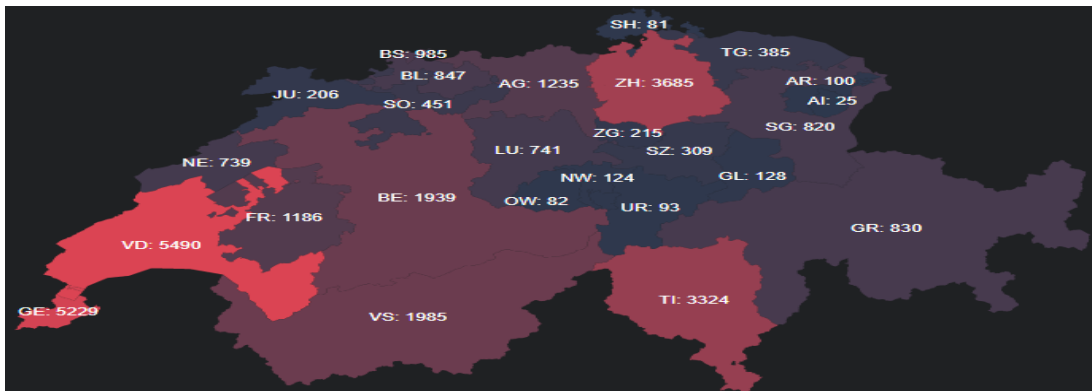 SH: 81
BS: 985
TG: 385
BL: 847
AG: 1235
ZH: 3685
AR: 100
JU: 206
SO: 451
AI: 25
ZG: 215
SG: 820
NE: 739
LU: 741
SZ: 309
NW: 124
GL: 128
BE: 1939
OW: 82
UR: 93
FR: 1186
GR: 830
VD: 5490
TI: 3324
GE: 5229
VS: 1985